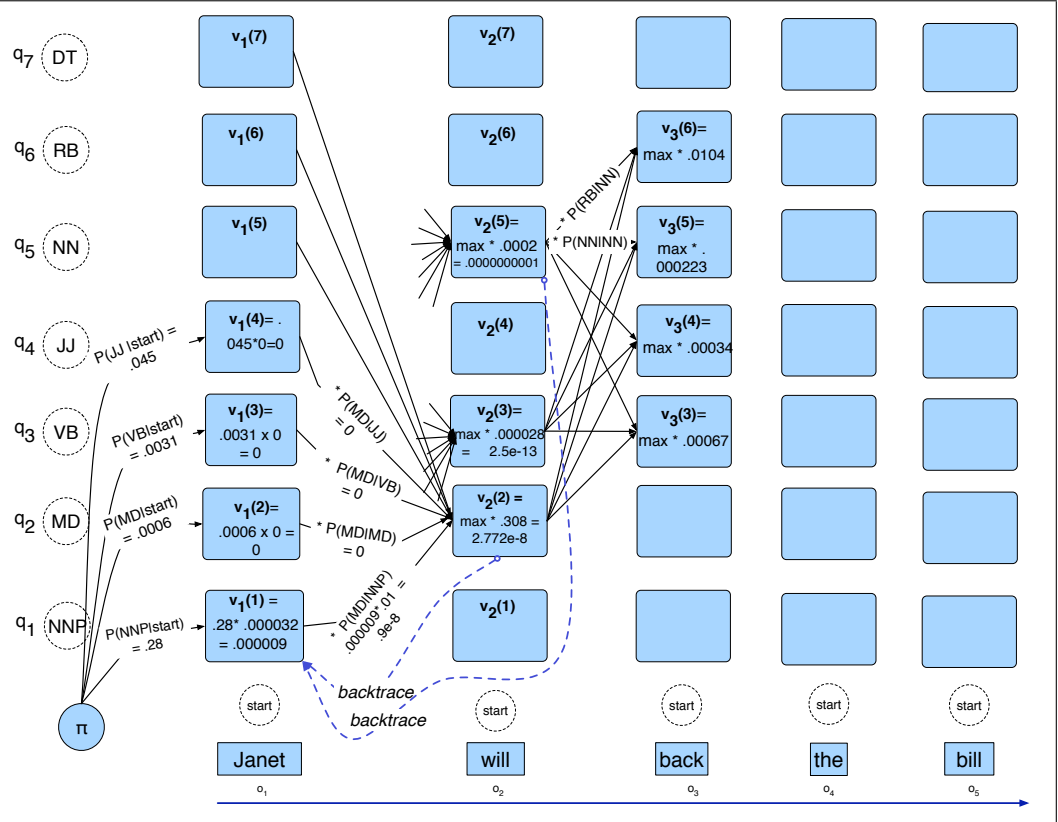 q7 DT
v1(7)
v2(7)
q6 RB
v1(6)
v2(6)
v3(6)=
max * .0104
q5 NN
v1(5)
v2(5)=
max * .0002
= .0000000001
* P(RB|NN)
* P(NN|NN)
v3(5)=
max * .
000223
q4 JJ
P(JJ |start) =
.045
v1(4)= .
045*0=0
v2(4)
v3(4)=
max * .00034
q3 VB
P(VB|start)
= .0031
v1(3)=
.0031 x 0
= 0
* P(MD|JJ)
= 0
v2(3)=
max * .000028
= 2.5e-13
v3(3)=
max * .00067
q2 MD
P(MD|start)
= .0006
v1(2)=
.0006 x 0 =
0
* P(MD|VB)
= 0
* P(MD|MD)
= 0
v2(2) =
max * .308 =
2.772e-8
q1 NNP
P(NNP|start)
= .28
v1(1) =
.28* .000032
= .000009
* P(MD|NNP)
.000009*.01 =
.9e-8
v2(1)
backtrace
backtrace
π
start
start
start
start
start
Janet
will
back
the
bill
o1
o2
o3
o4
o5